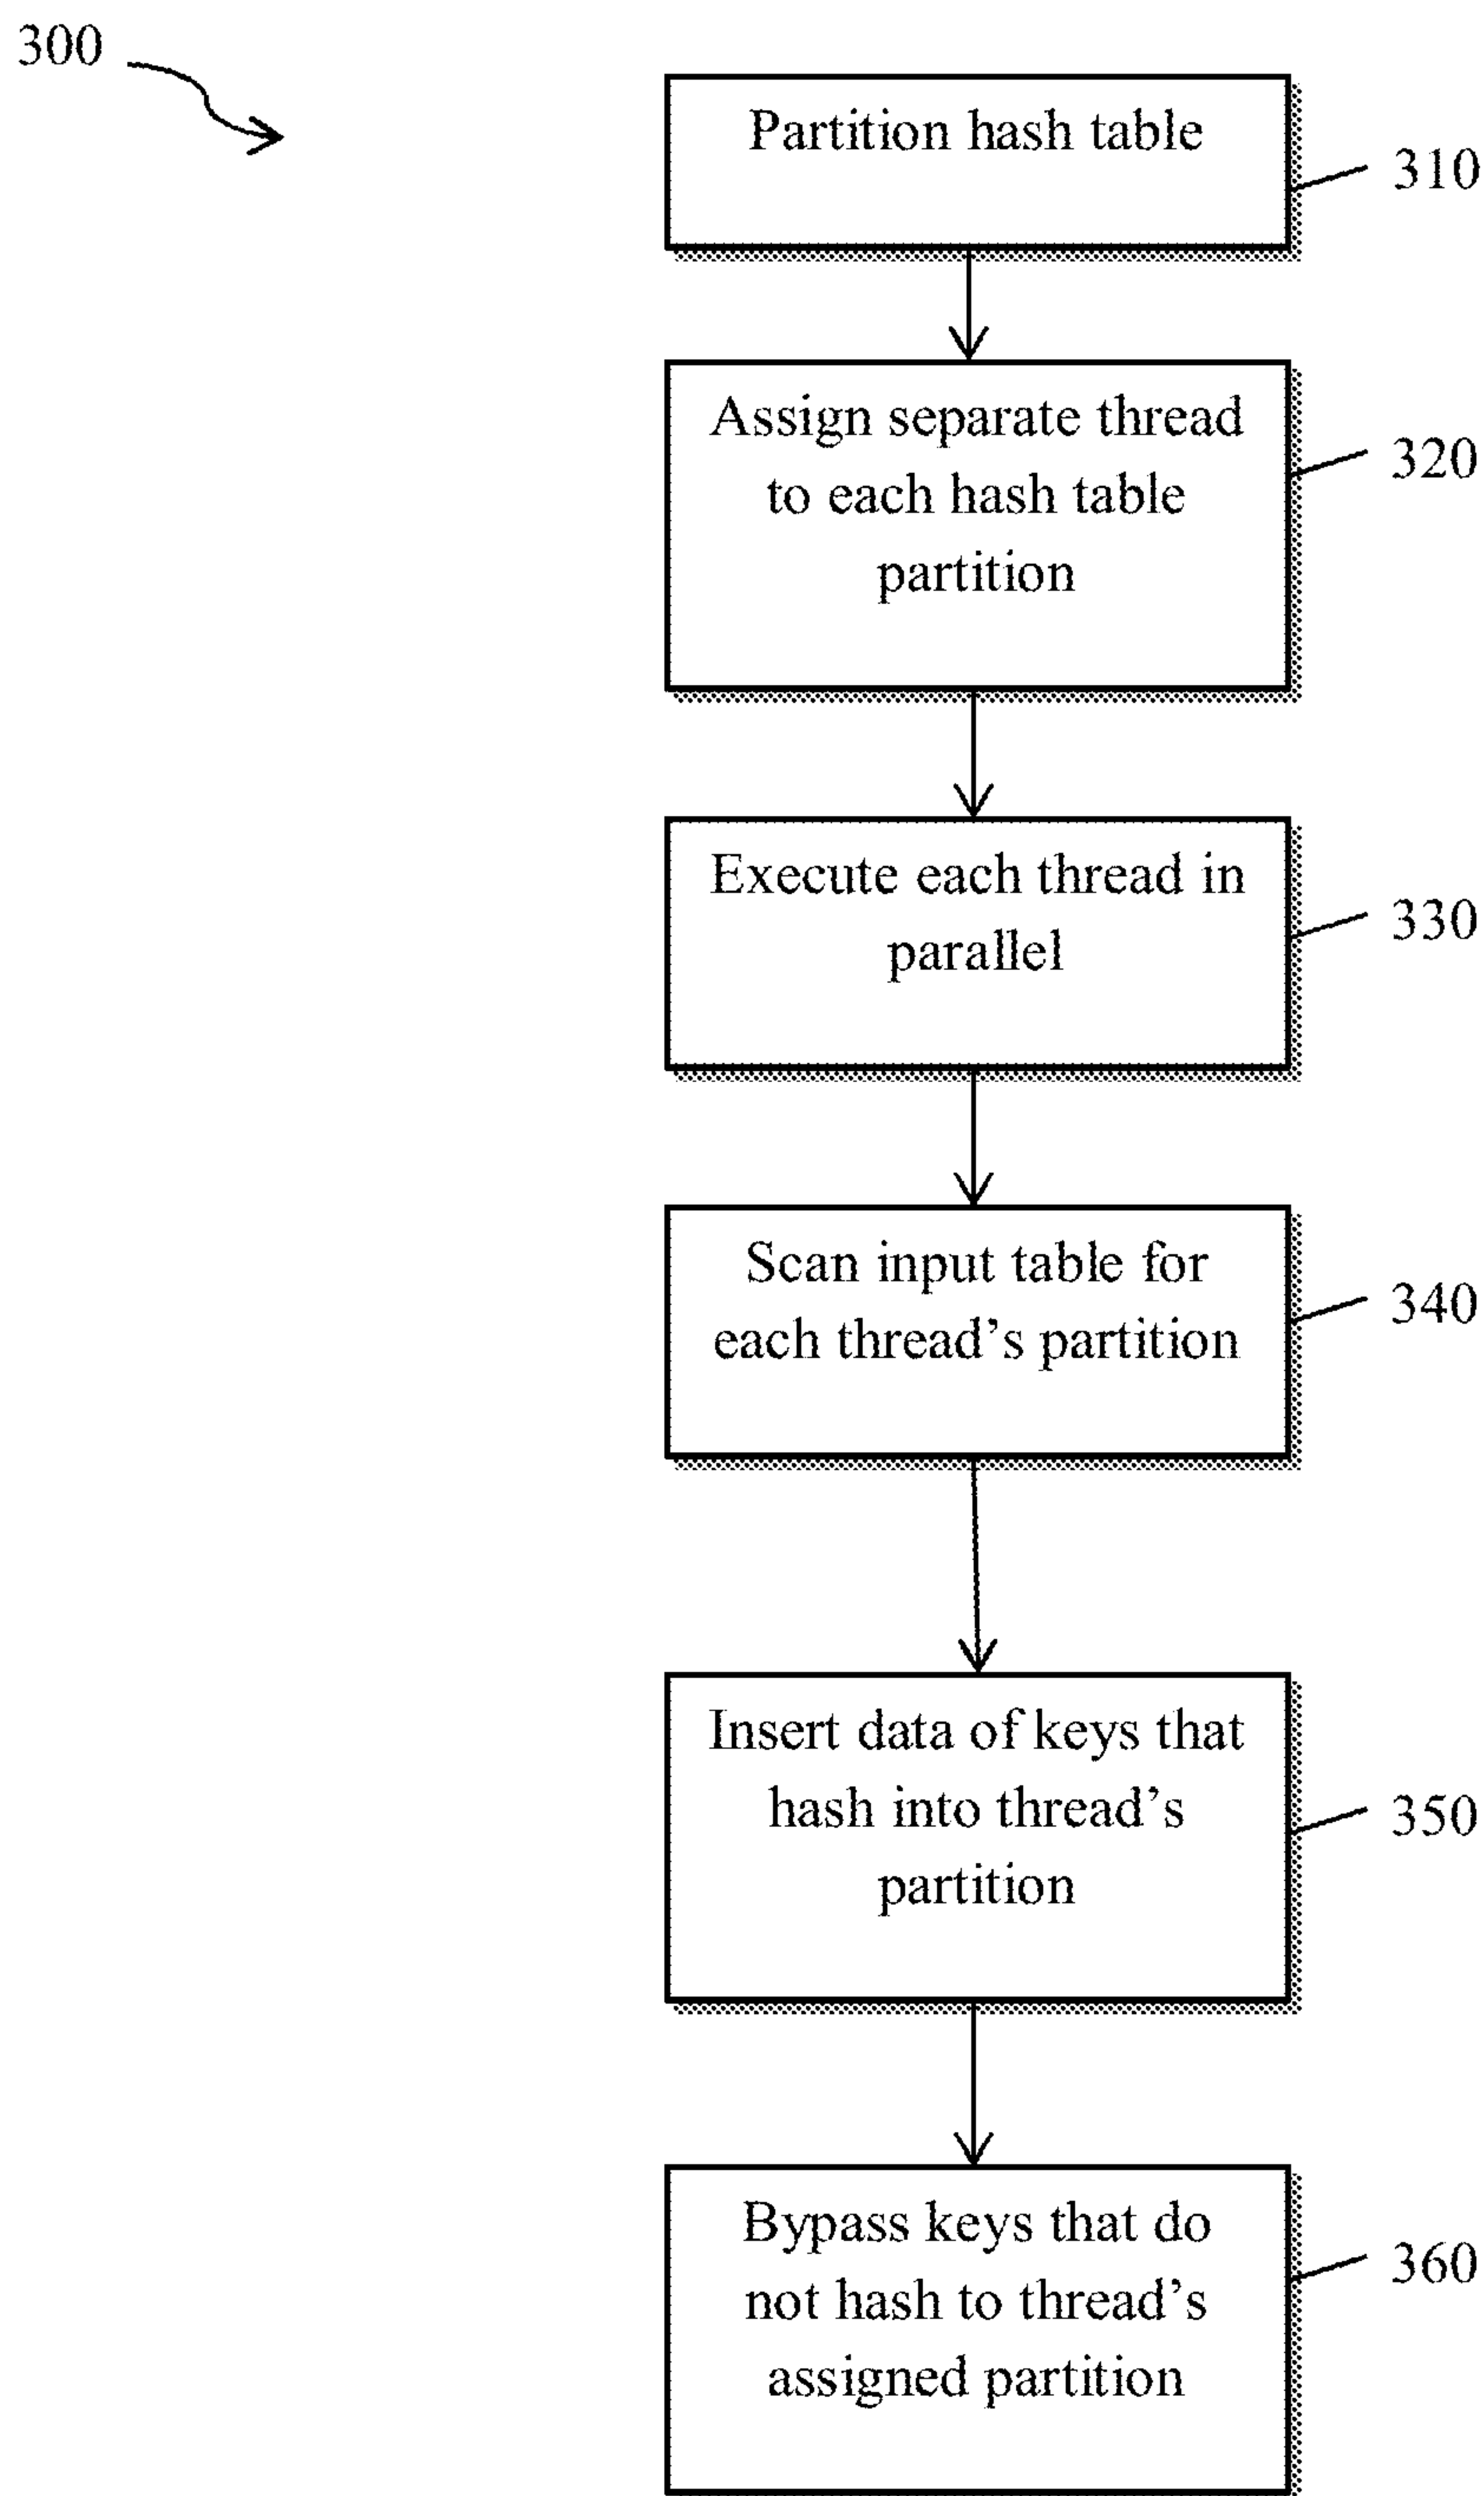 300
Partition hash table
310
Assign separate thread
to each hash table
partition
320
Execute each thread in
parallel
330
Scan input table for
each thread's partition
340
Insert data of keys that
hash into thread's
partition
350
Bypass keys that do
not hash to thread's
assigned partition
360